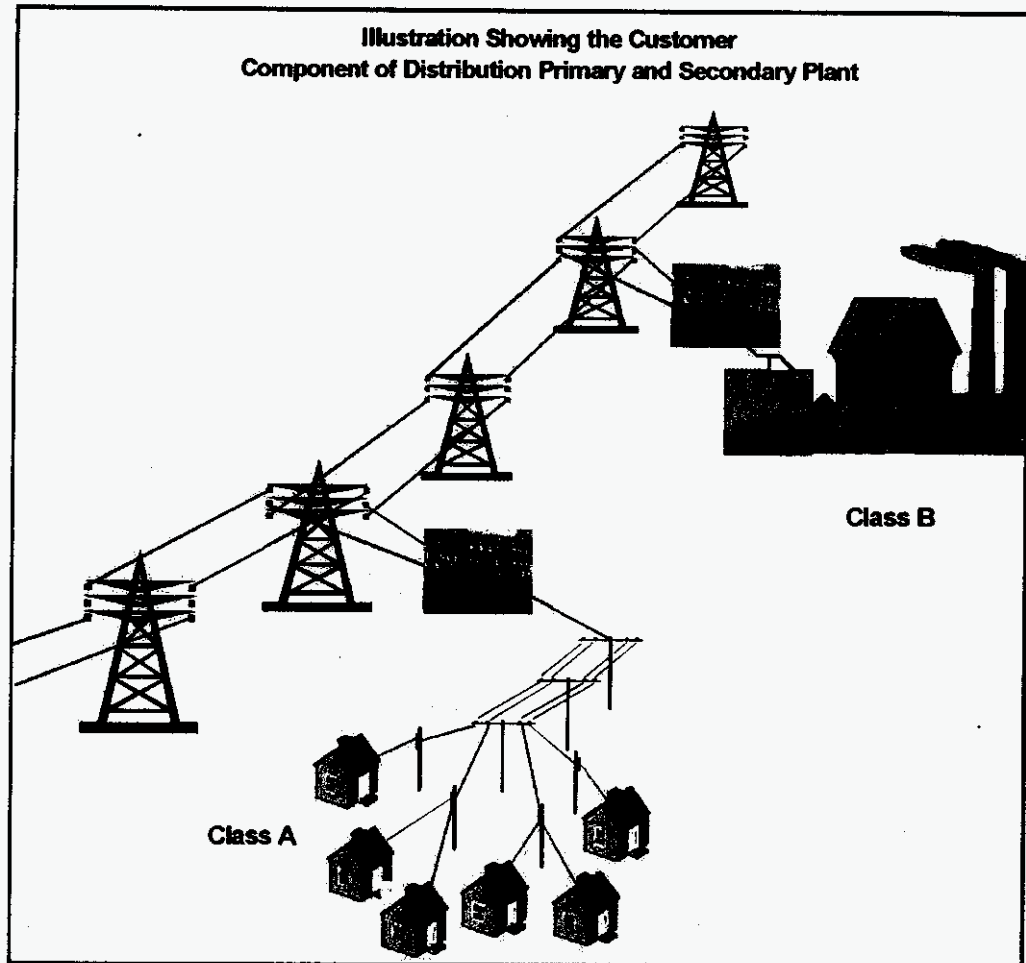 Illustration Showing the Customer
Component of Distribution Primary and Secondary Plant
Class B
Class A